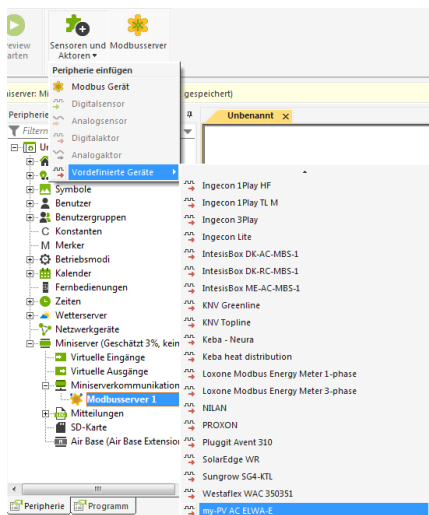 review
Sensoren und
Modbusserver
arten
Aktoren
Peripherie einfügen
Modbus Gerät
Digitalsensor
Analogsensor
Digitalaktor
Analogaktor
Vordefinierte Geräte
niserver: Mi
gespeichert)
Peripherie
Unbenannt
Filtern
Symbole
Benutzer
Benutzergruppen
C Konstanten
M Merker
Betriebsmodi
Kalender
Fernbedienungen
Zeiten
Wetterserver
Netzwerkgeräte
Miniserver (Geschätzt 3%, kein
Virtuelle Eingänge
Virtuelle Ausgänge
Miniserverkommunikation
Modbusserver 1
Mitteilungen
SD-Karte
Air Base (Air Base Extension
Ingecon 1Play HF
Ingecon 1Play TL M
Ingecon 3Play
Ingecon Lite
IntesisBox DK-AC-MBS-1
IntesisBox DK-RC-MBS-1
IntesisBox ME-AC-MBS-1
KNV Greenline
KNV Topline
Keba - Neura
Keba heat distribution
Loxone Modbus Energy Meter 1-phase
Loxone Modbus Energy Meter 3-phase
NILAN
PROXON
Pluggit Avent 310
SolarEdge WR
Sungrow SG4-KTL
Westaflex WAC 350351
my-PV AC ELWA-E
Peripherie
Programm